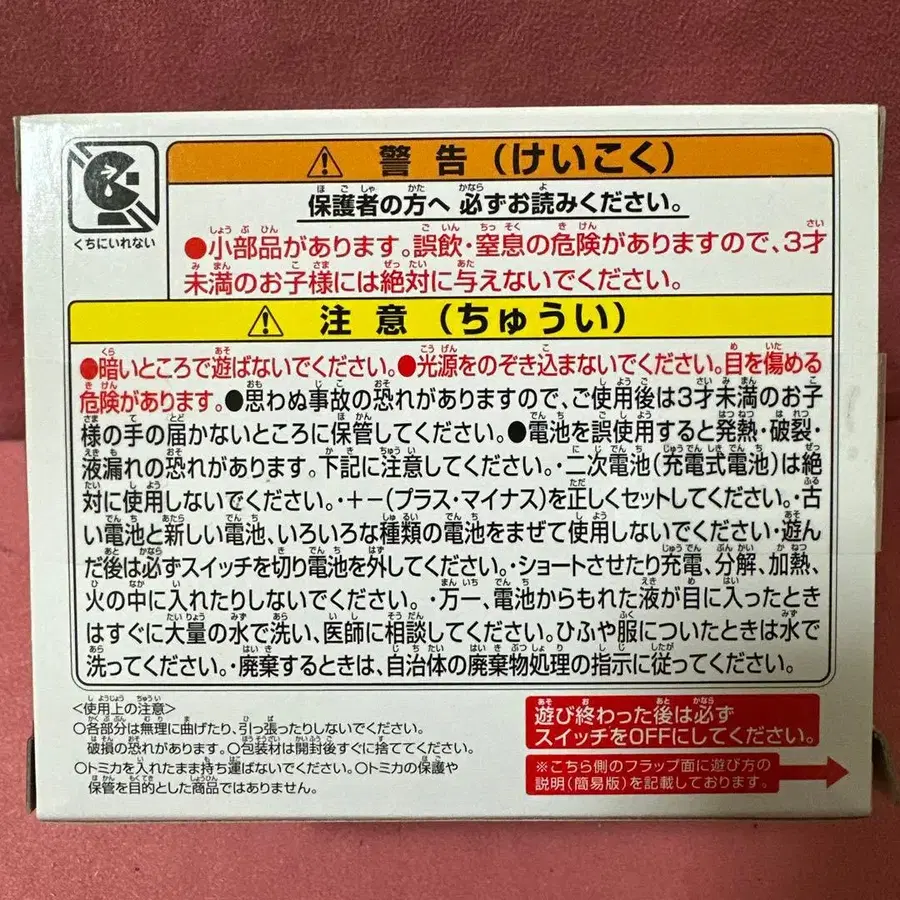 くちにいれない
⚠ 警告(けいこく)
保護者の方へ 必ずお読みください。
●小部品があります。誤飲・窒息の危険がありますので、3才
未満のお子様には絶対に与えないでください。
⚠ 注意(ちゅうい)
●暗いところで遊ばないでください。●光源をのぞき込まないでください。目を傷める
危険があります。●思わぬ事故の恐れがありますので、ご使用後は3才未満のお子
様の手の届かないところに保管してください。●電池を誤使用すると発熱・破裂・
液漏れの恐れがあります。下記に注意してください。・二次電池(充電式電池)は絶
対に使用しないでください。・+-(プラス・マイナス)を正しくセットしてください。・古
い電池と新しい電池、いろいろな種類の電池をまぜて使用しないでください・遊ん
だ後は必ずスイッチを切り電池を外してください。・ショートさせたり充電、分解、加熱、
火の中に入れたりしないでください。・万一、電池からもれた液が目に入ったとき
はすぐに大量の水で洗い、医師に相談してください。ひふや服についたときは水で
洗ってください。・廃棄するときは、自治体の廃棄物処理の指示に従ってください。
<使用上の注意>
○各部分は無理に曲げたり、引っ張ったりしないでください。
破損の恐れがあります。○包装材は開封後すぐに捨ててください。
○トミカを入れたまま持ち運ばないでください。○トミカの保護や
保管を目的とした商品ではありません。
遊び終わった後は必ず
スイッチをOFFにしてください。
※こちら側のフラップ面に遊び方の
説明(簡易版)を記載しております。